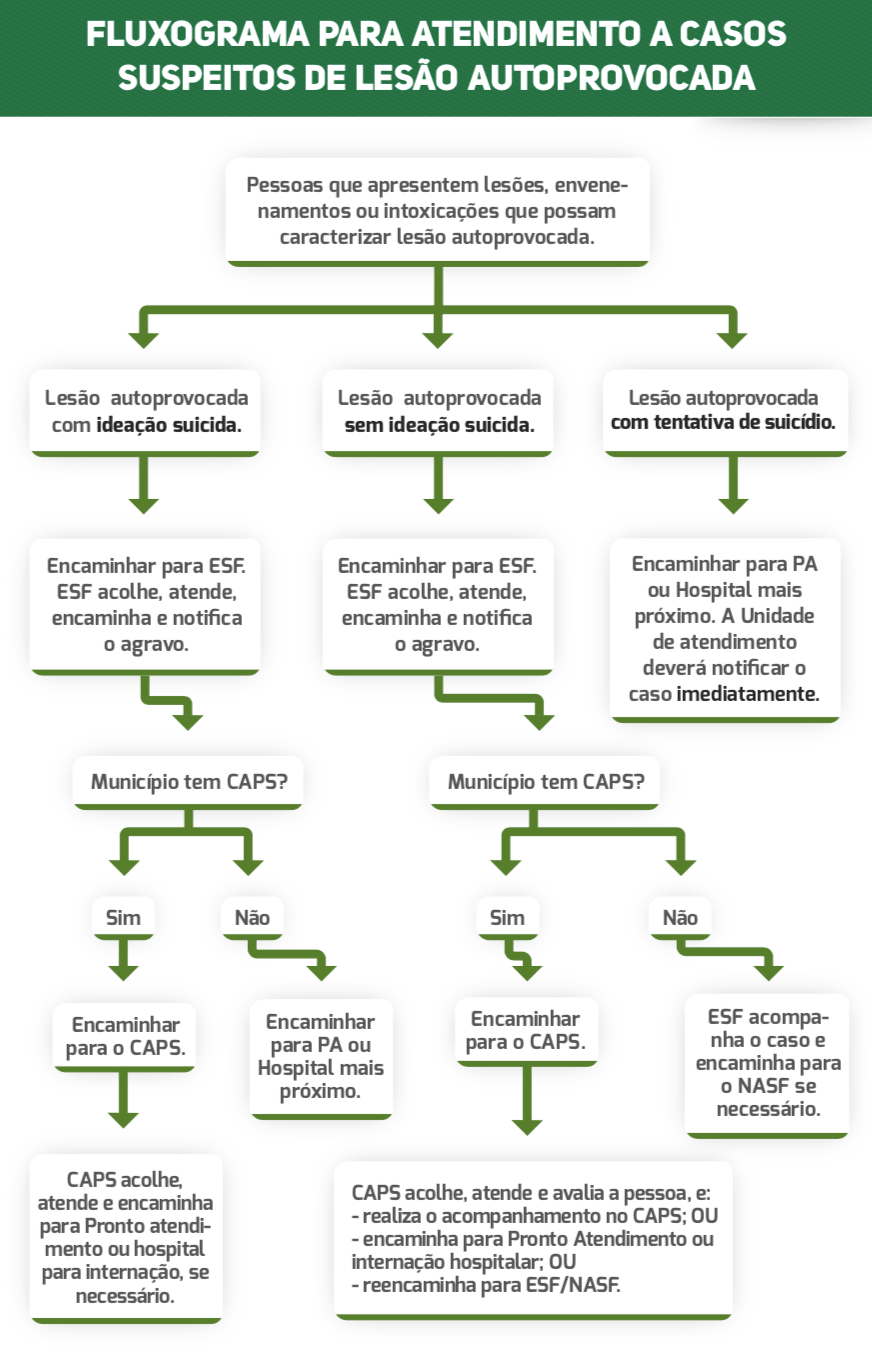 FLUXOGRAMA PARA ATENDIMENTO A CASOS
SUSPEITOS DE LESÃO AUTOPROVOCADA
Pessoas que apresentem lesões, envene-
namentos ou intoxicações que possam
caracterizar lesão autoprovocada.
Lesão autoprovocada
com ideação suicida.
Lesão autoprovocada
sem ideação suicida.
Lesão autoprovocada
com tentativa de suicídio.
Encaminhar para ESF.
ESF acolhe, atende,
encaminha e notifica
o agravo.
Encaminhar para ESF.
ESF acolhe, atende,
encaminha e notifica
o agravo.
Encaminhar para PA
ou Hospital mais
próximo. A Unidade
de atendimento
deverá notificar o
caso imediatamente.
Município tem CAPS?
Município tem CAPS?
Sim
Não
Sim
Não
Encaminhar
para o CAPS.
Encaminhar
para PA ou
Hospital mais
próximo.
Encaminhar
para o CAPS.
ESF acompa-
nha o caso e
encaminha para
o NASF se
necessário.
CAPS acolhe,
atende e encaminha
para Pronto atendi-
mento ou hospital
para internação, se
necessário.
CAPS acolhe, atende e avalia a pessoa, e:
- realiza o acompanhamento no CAPS; OU
- encaminha para Pronto Atendimento ou
internação hospitalar; OU
- reencaminha para ESF/NASF.